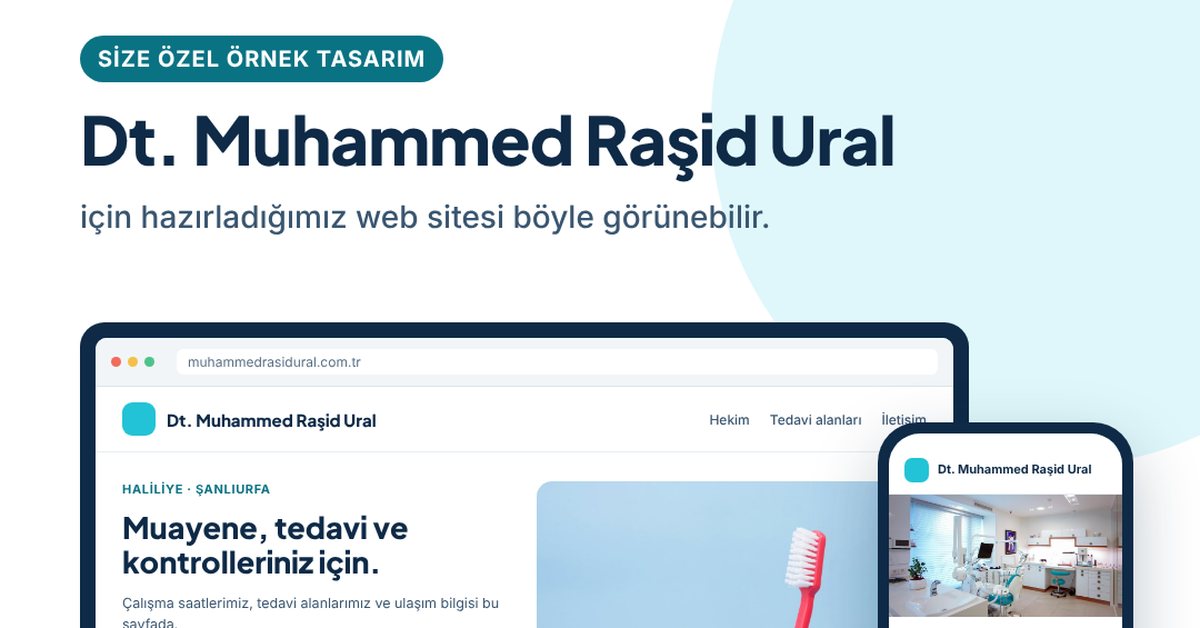 SİZE ÖZEL ÖRNEK TASARIM
Dt. Muhammed Raşid Ural
için hazırladığımız web sitesi böyle görünebilir.
muhammedrasidural.com.tr
Dt. Muhammed Raşid Ural
Hekim Tedavi alanları İletişim
Dt. Muhammed Raşid Ural
HALİLİYE · ŞANLIURFA
Muayene, tedavi ve
kontrolleriniz için.
Çalışma saatlerimiz, tedavi alanlarımız ve ulaşım bilgisi bu
sayfada.